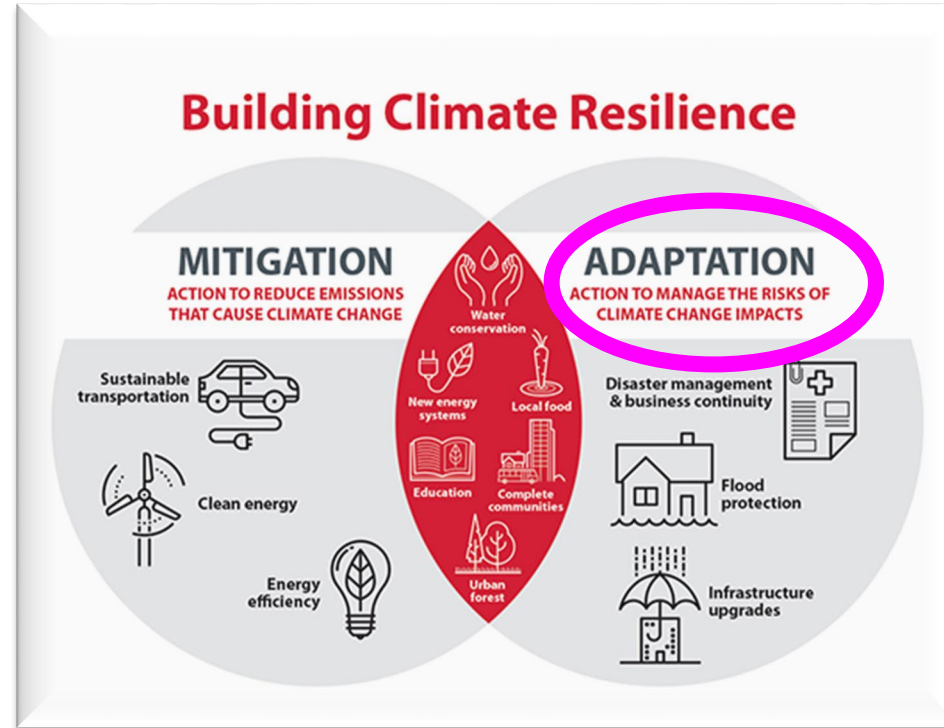 Building Climate Resilience
MITIGATION
ACTION TO REDUCE EMISSIONS
THAT CAUSE CLIMATE CHANGE
Sustainable
transportation
Clean energy
Energy
efficiency
Water
conservation
New energy
systems
Local food
Education
Complete
communities
Urban
forest
ADAPTATION
ACTION TO MANAGE THE RISKS OF
CLIMATE CHANGE IMPACTS
Disaster management
& business continuity
Flood
protection
Infrastructure
upgrades